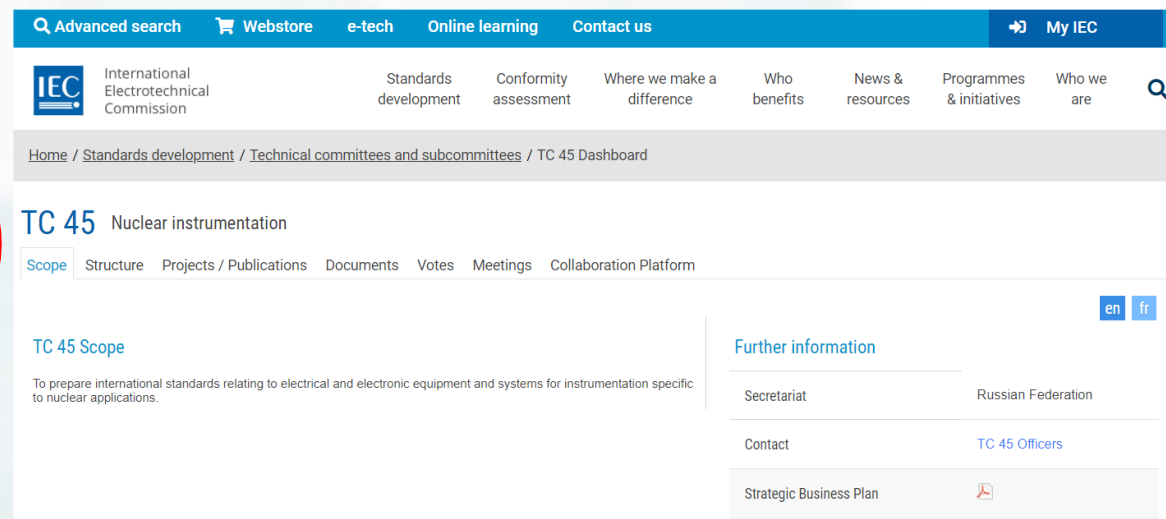 Advanced search Webstore e-tech Online learning Contact us My IEC
IEC
International
Electrotechnical
Commission
Standards
development
Conformity
assessment
Where we make a
difference
Who
benefits
News &
resources
Programmes
& initiatives
Who we
are
Home / Standards development / Technical committees and subcommittees / TC 45 Dashboard
TC 45 Nuclear instrumentation
Scope Structure Projects / Publications Documents Votes Meetings Collaboration Platform
en fr
TC 45 Scope
To prepare international standards relating to electrical and electronic equipment and systems for instrumentation specific
to nuclear applications.
Further information
Secretariat Russian Federation
Contact TC 45 Officers
Strategic Business Plan